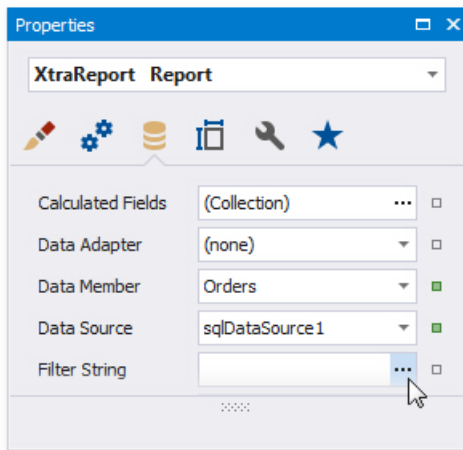 Properties
XtraReport Report
Calculated Fields (Collection) ...
Data Adapter (none)
Data Member Orders
Data Source sqlDataSource1
Filter String ...